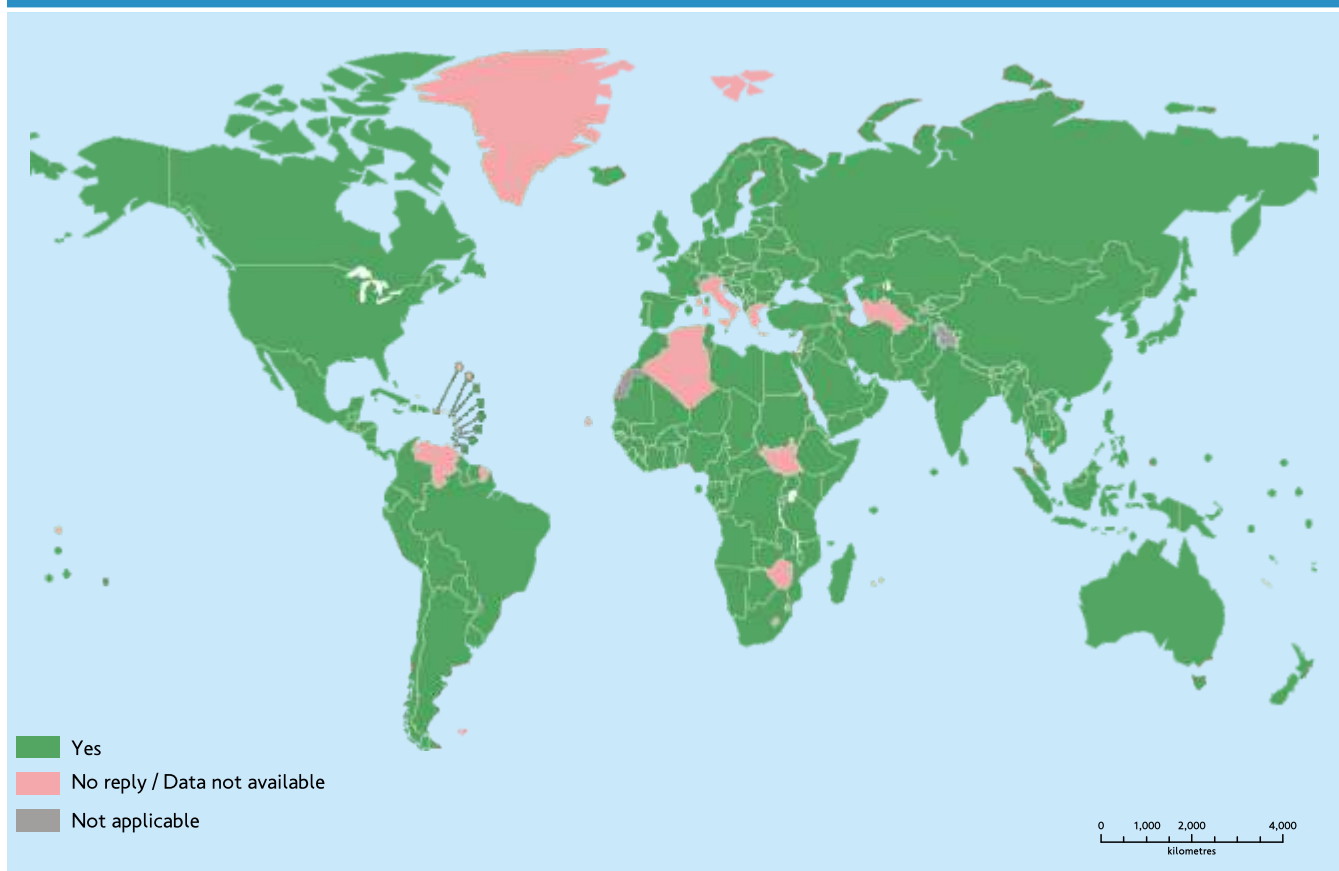 Yes
No reply / Data not available
Not applicable
0 1,000 2,000 4,000
kilometres